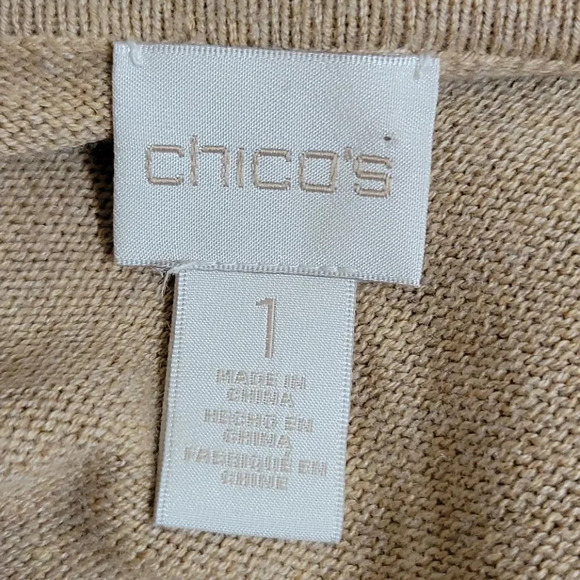 chico's
1
MADE IN
CHINA
HECHO EN
CHINA
FABRIQUÉ EN
CHINE